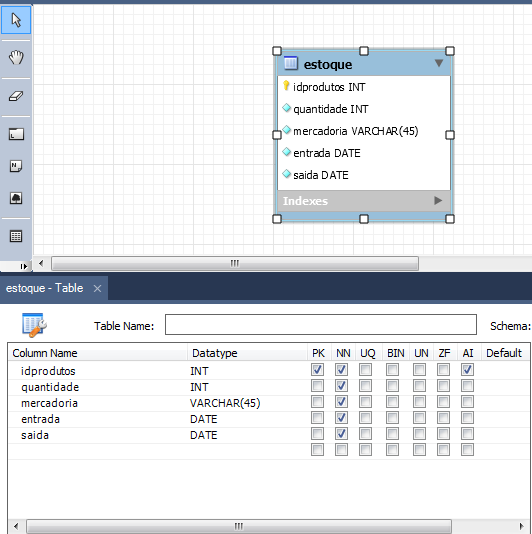 estoque
idprodutos INT
quantidade INT
mercadoria VARCHAR(45)
entrada DATE
saida DATE
Indexes
estoque - Table
Table Name: Schema:
Column Name Datatype PK NN UQ BIN UN ZF AI Default
idprodutos INT
quantidade INT
mercadoria VARCHAR(45)
entrada DATE
saida DATE